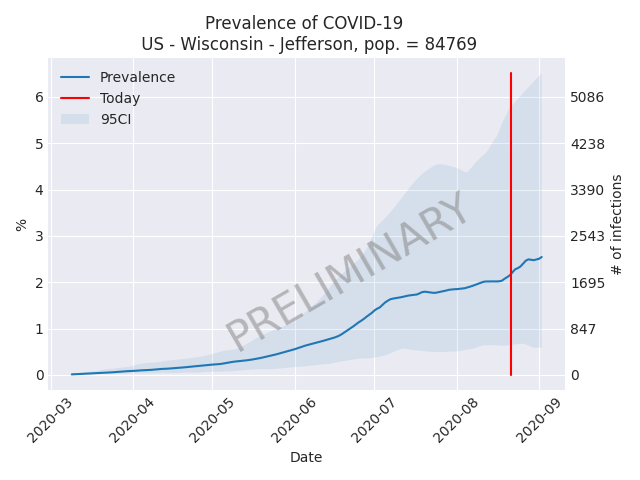 Prevalence of COVID-19
US - Wisconsin - Jefferson, pop. = 84769
Prevalence
Today
95CI
PRELIMINARY
%
6
5
4
3
2
1
0
5086
4238
3390
2543
1695
847
0
# of infections
2020-03
2020-04
2020-05
2020-06
2020-07
2020-08
2020-09
Date